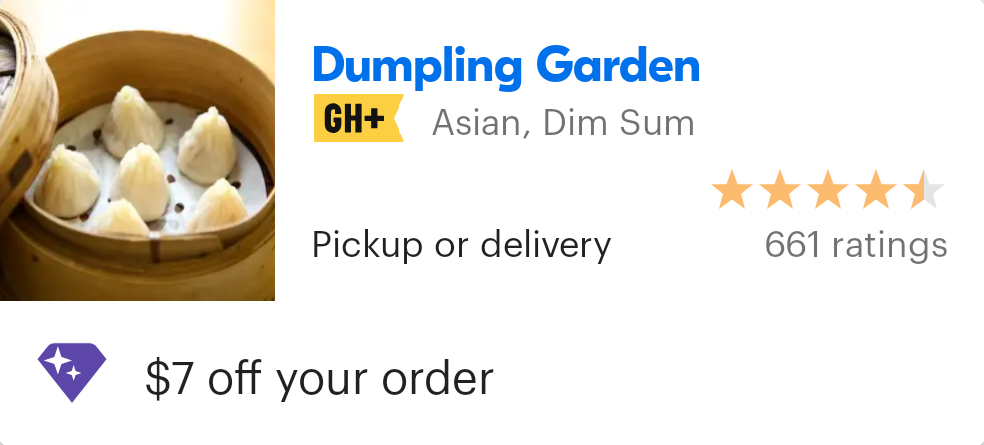 Dumpling Garden
GH+ Asian, Dim Sum
Pickup or delivery 661 ratings
$7 off your order